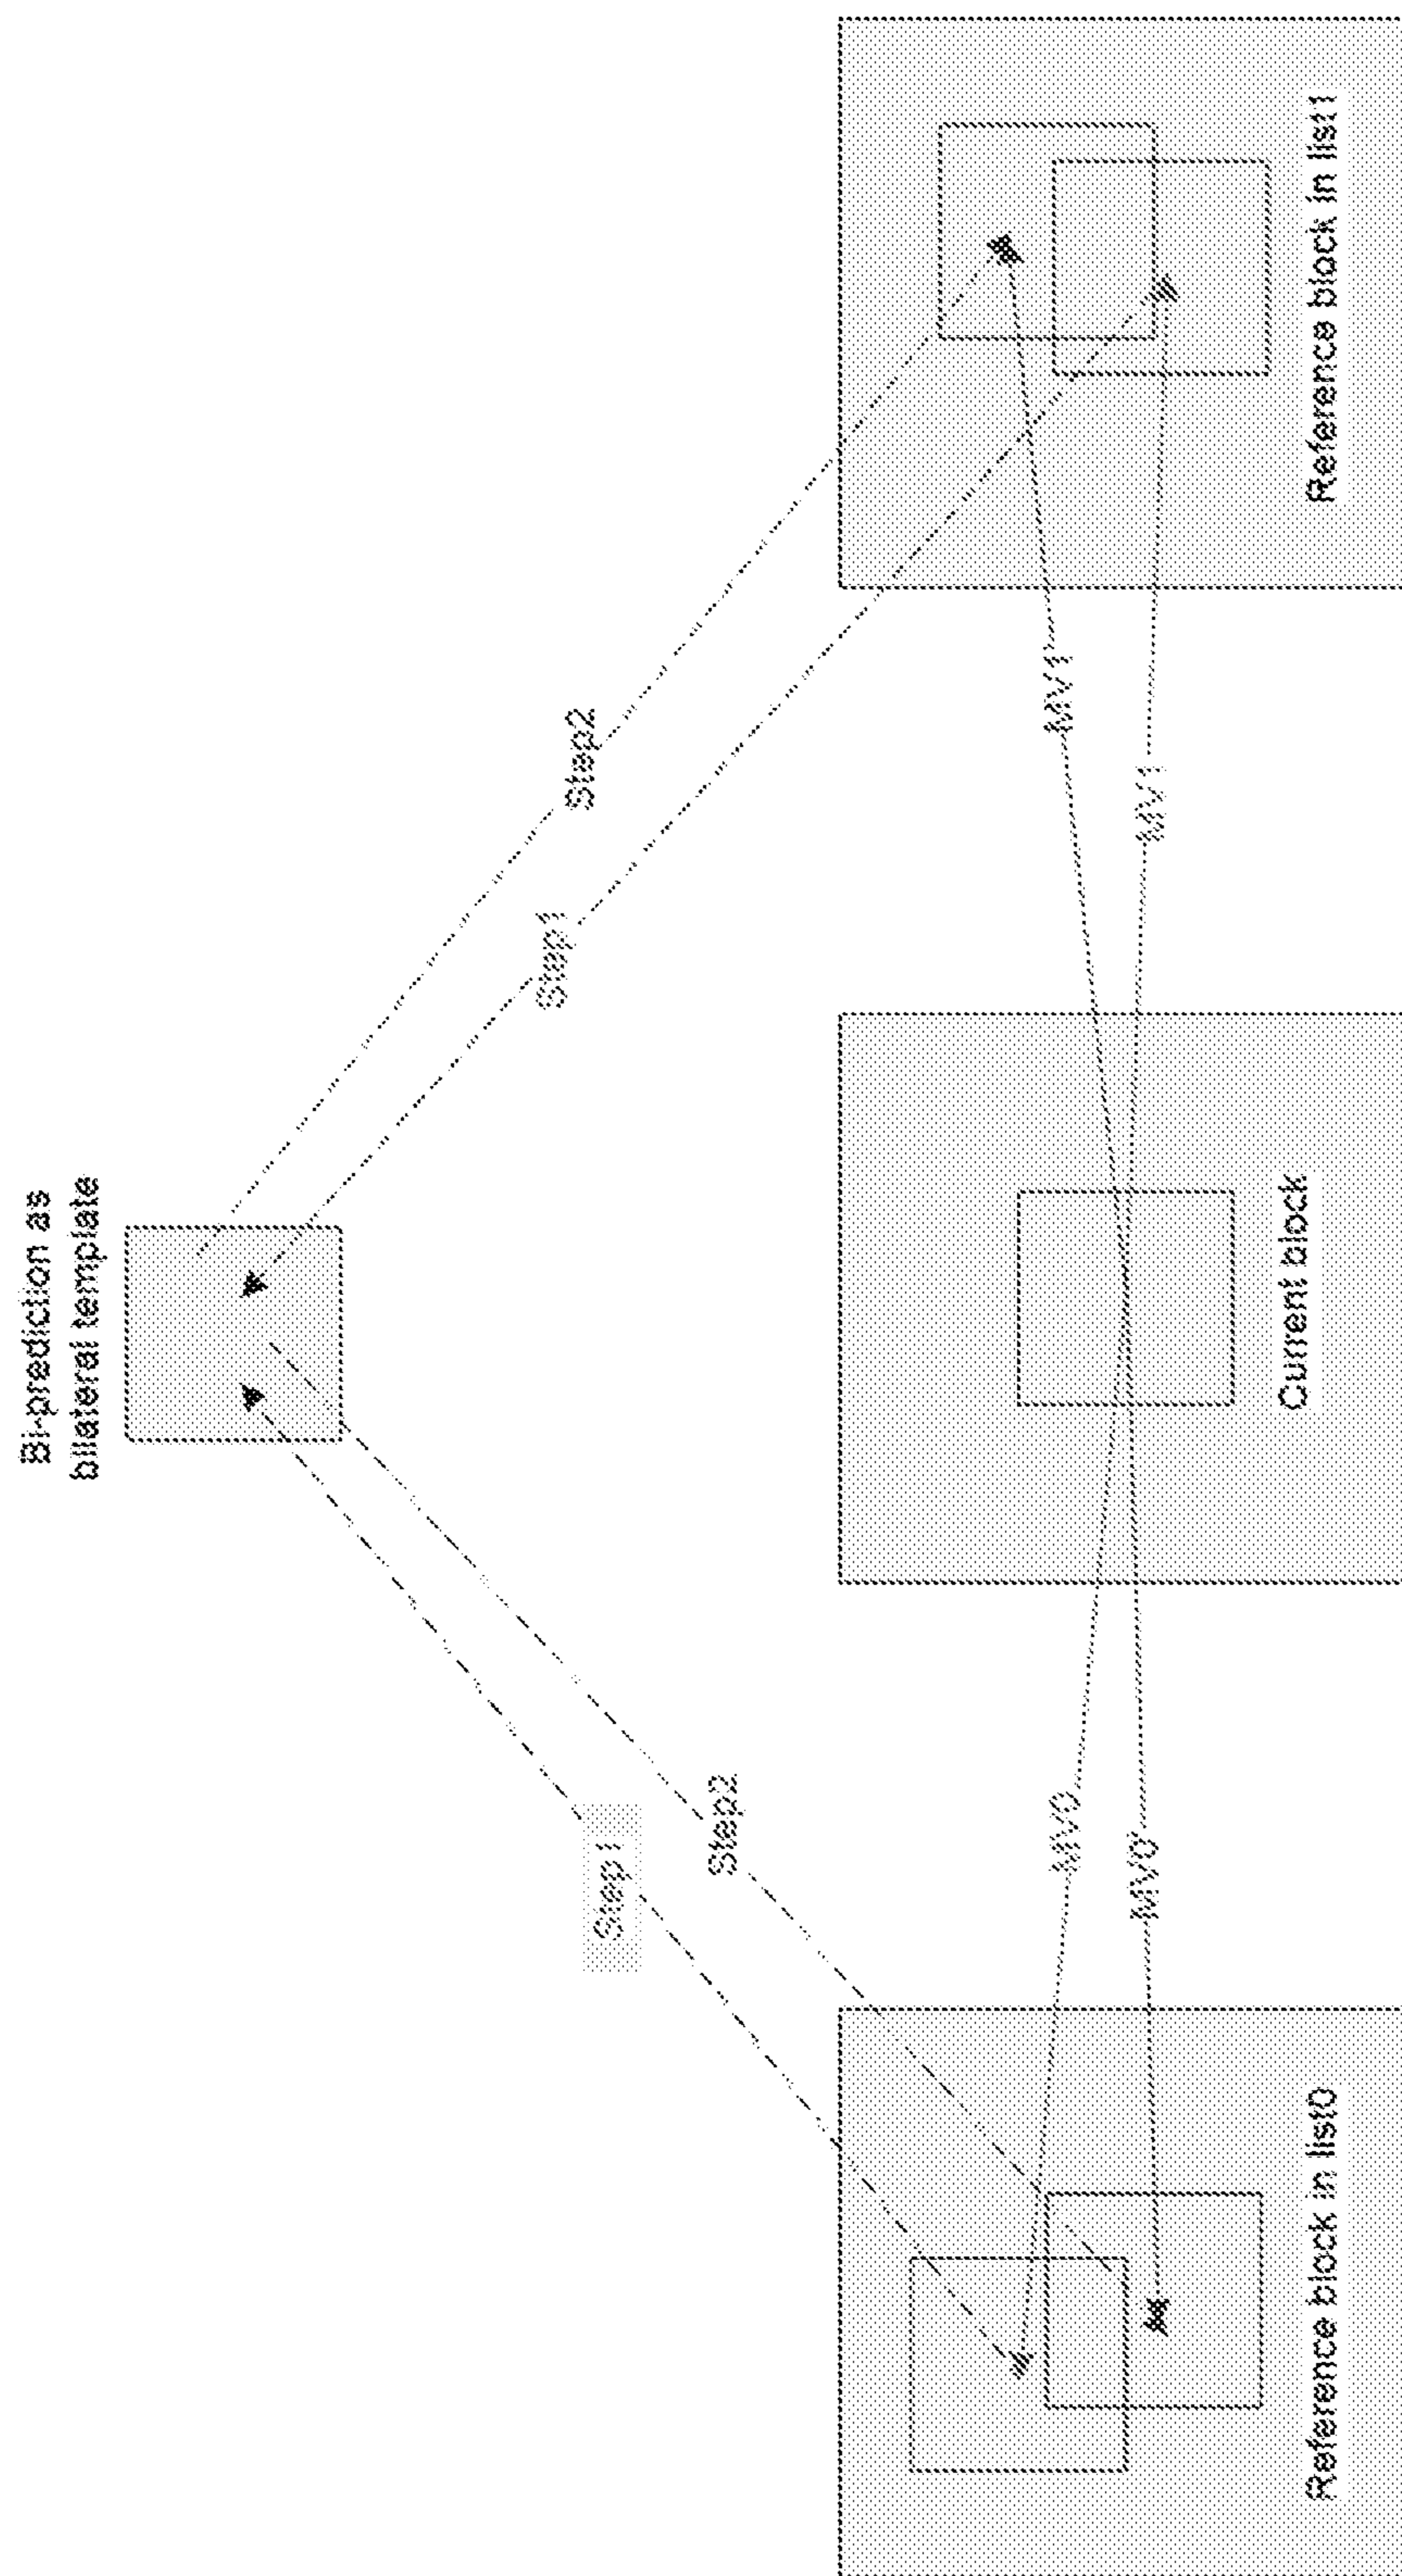 Bi-prediction as
bilateral template
Step1
Step2
Step1
Step2
MV0
MV1'
MV0'
MV1
Current block
Reference block in list0
Reference block in list1